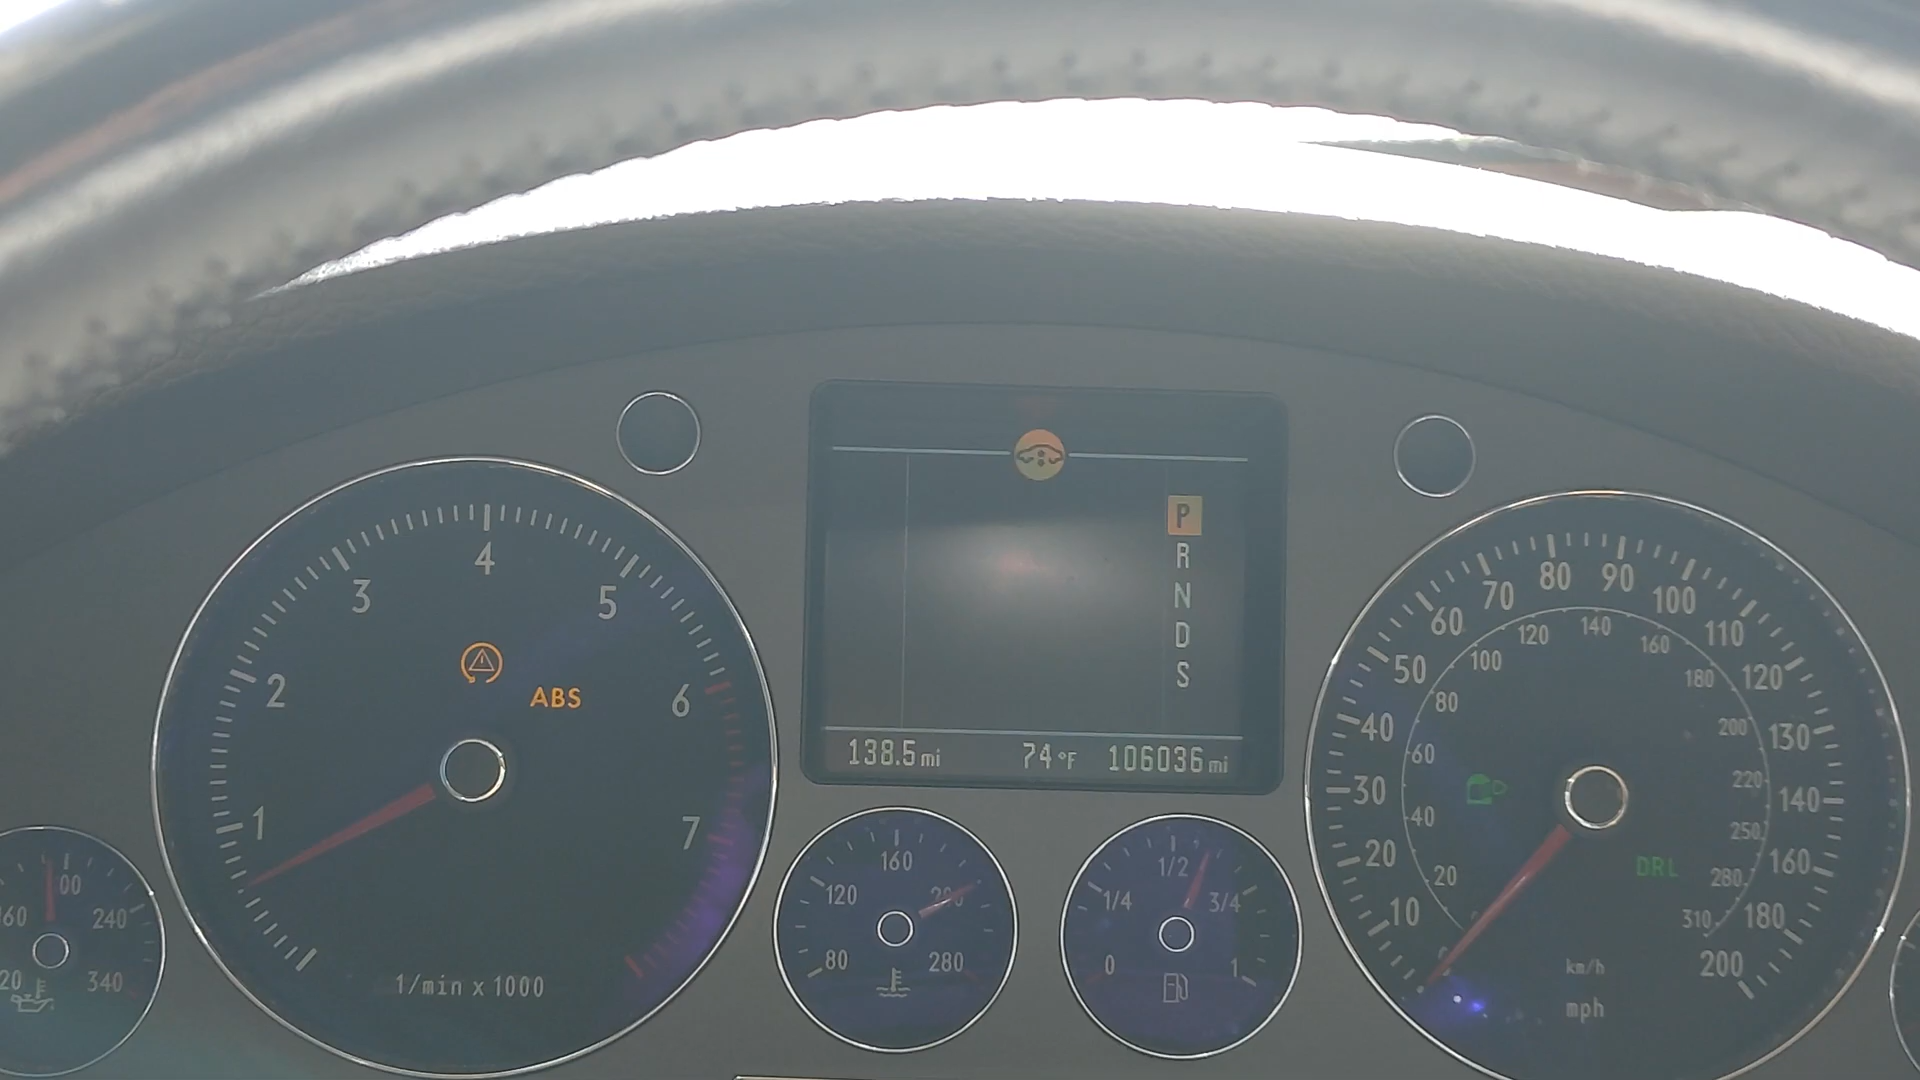 P
R
N
D
S
138.5 mi 74°F 106036 mi
1 2 3 4 5 6 7
ABS
1/min x 1000
240
340
80 120 160 280
0 1/4 1/2 3/4 1
10 20 30 40 50 60 70 80 90 100 110 120 130 140 160 180 200
20 40 60 80 100 120 140 160 180 200 220 250 280 310
DRL
km/h
mph